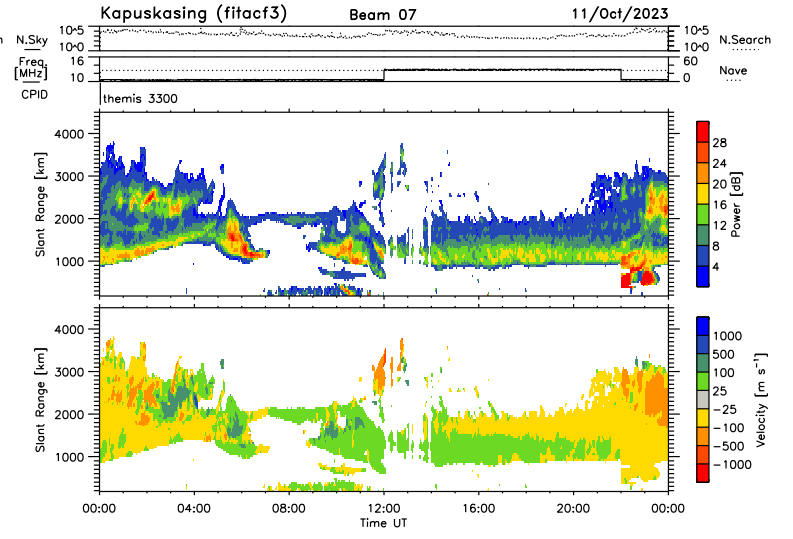 Kapuskasing (fitacf3) Beam 07 11/Oct/2023
N.Sky 10^5 10^0 10^5 10^0 N.Search
Freq. [MHz] 16 10 60 0 Nave
CPID themis 3300
Slant Range [km]
4000
3000
2000
1000
28
24
20
16
12
8
4
Power [dB]
Slant Range [km]
4000
3000
2000
1000
1000
500
100
25
-25
-100
-500
-1000
Velocity [m s⁻¹]
00:00 04:00 08:00 12:00 16:00 20:00 00:00
Time UT